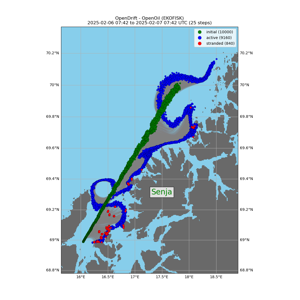 OpenDrift - OpenOil (EKOFISK)
2025-02-06 07:42 to 2025-02-07 07:42 UTC (25 steps)
initial (10000)
active (9160)
stranded (840)
70.2°N
70.2°N
70°N
70°N
69.8°N
69.8°N
69.6°N
69.6°N
69.4°N
69.4°N
Senja
69.2°N
69.2°N
69°N
69°N
68.8°N
68.8°N
16°E
16.5°E
17°E
17.5°E
18°E
18.5°E